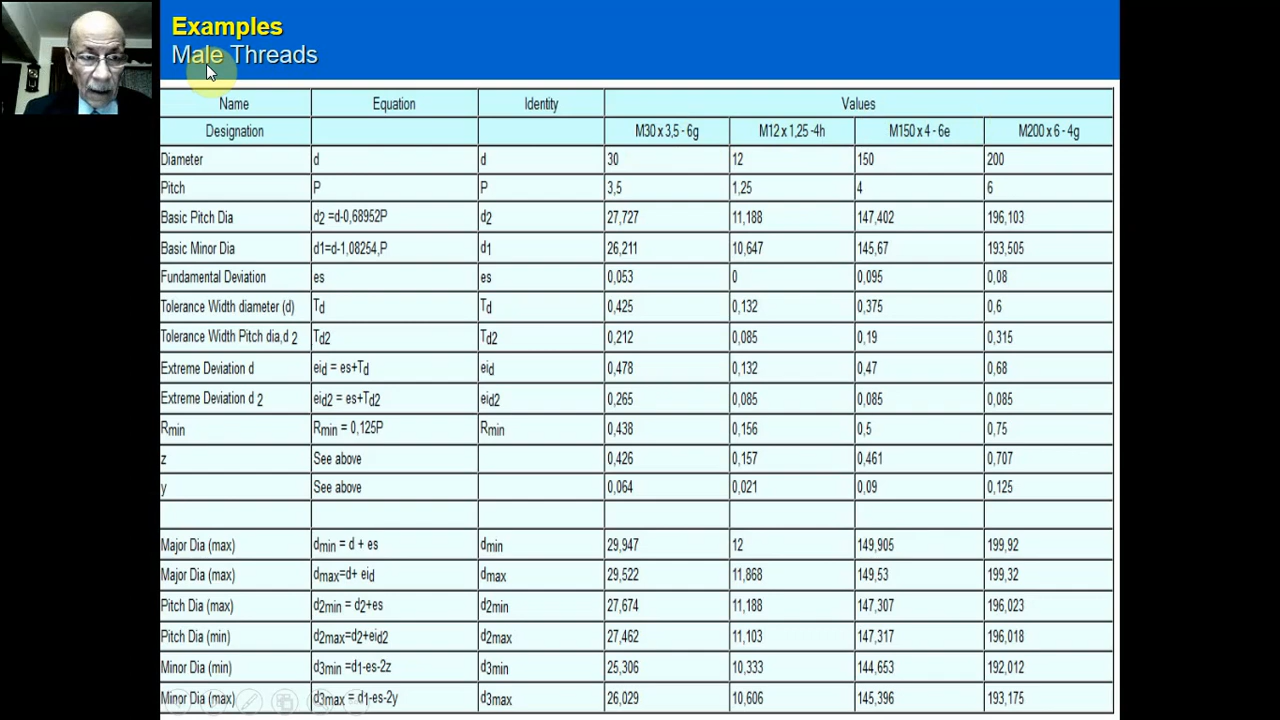 Examples
Male Threads
Name Equation Identity Values
Designation M30 x 3,5 - 6g M12 x 1,25 -4h M150 x 4 - 6e M200 x 6 - 4g
Diameter d d 30 12 150 200
Pitch P P 3,5 1,25 4 6
Basic Pitch Dia d2 =d-0,68952P d2 27,727 11,188 147,402 196,103
Basic Minor Dia d1=d-1,08254,P d1 26,211 10,647 145,67 193,505
Fundamental Deviation es es 0,053 0 0,095 0,08
Tolerance Width diameter (d) Td Td 0,425 0,132 0,375 0,6
Tolerance Width Pitch dia,d 2 Td2 Td2 0,212 0,085 0,19 0,315
Extreme Deviation d eid = es+Td eid 0,478 0,132 0,47 0,68
Extreme Deviation d 2 eid2 = es+Td2 eid2 0,265 0,085 0,085 0,085
Rmin Rmin = 0,125P Rmin 0,438 0,156 0,5 0,75
z See above 0,426 0,157 0,461 0,707
y See above 0,064 0,021 0,09 0,125
Major Dia (max) dmin = d + es dmin 29,947 12 149,905 199,92
Major Dia (max) dmax=d+ eid dmax 29,522 11,868 149,53 199,32
Pitch Dia (max) d2min = d2+es d2min 27,674 11,188 147,307 196,023
Pitch Dia (min) d2max=d2+eid2 d2max 27,462 11,103 147,317 196,018
Minor Dia (min) d3min =d1-es-2z d3min 25,306 10,333 144,653 192,012
Minor Dia (max) d3max = d1-es-2y d3max 26,029 10,606 145,396 193,175